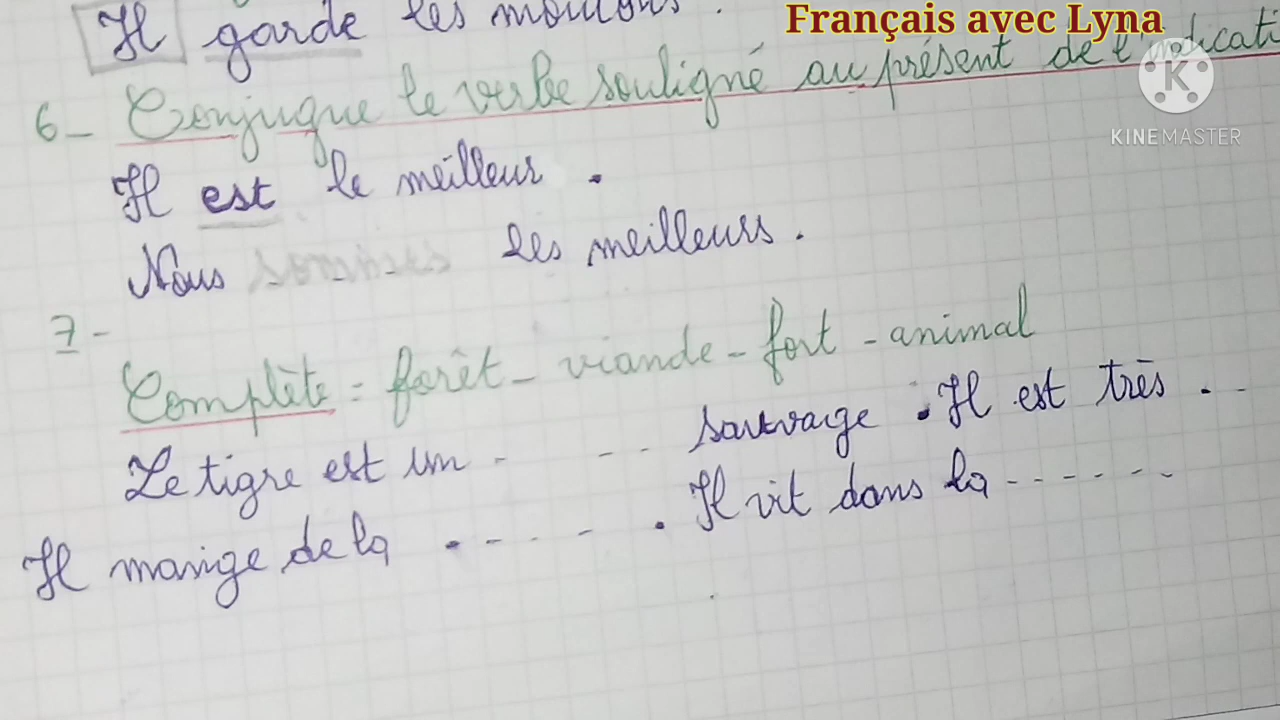 Français avec Lyna
Il garde les moutons.
6- Conjugue le verbe souligné au présent de l'indicati
KINEMASTER
Il est le meilleur.
Nous sommes les meilleurs.
7-
Complète : forêt - viande - fort - animal
Le tigre est un - - - sauvage . Il est très . - -
Il mange de la . - - - - . Il vit dans la - - - - - -